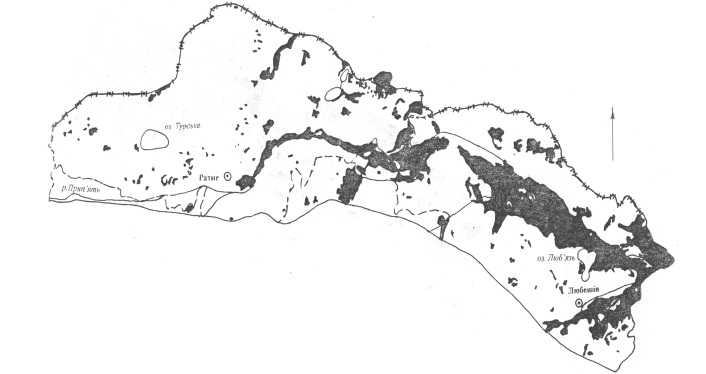 оз. Турське
Ратне
р. Прип'ять
оз. Люб'язь
Любешів